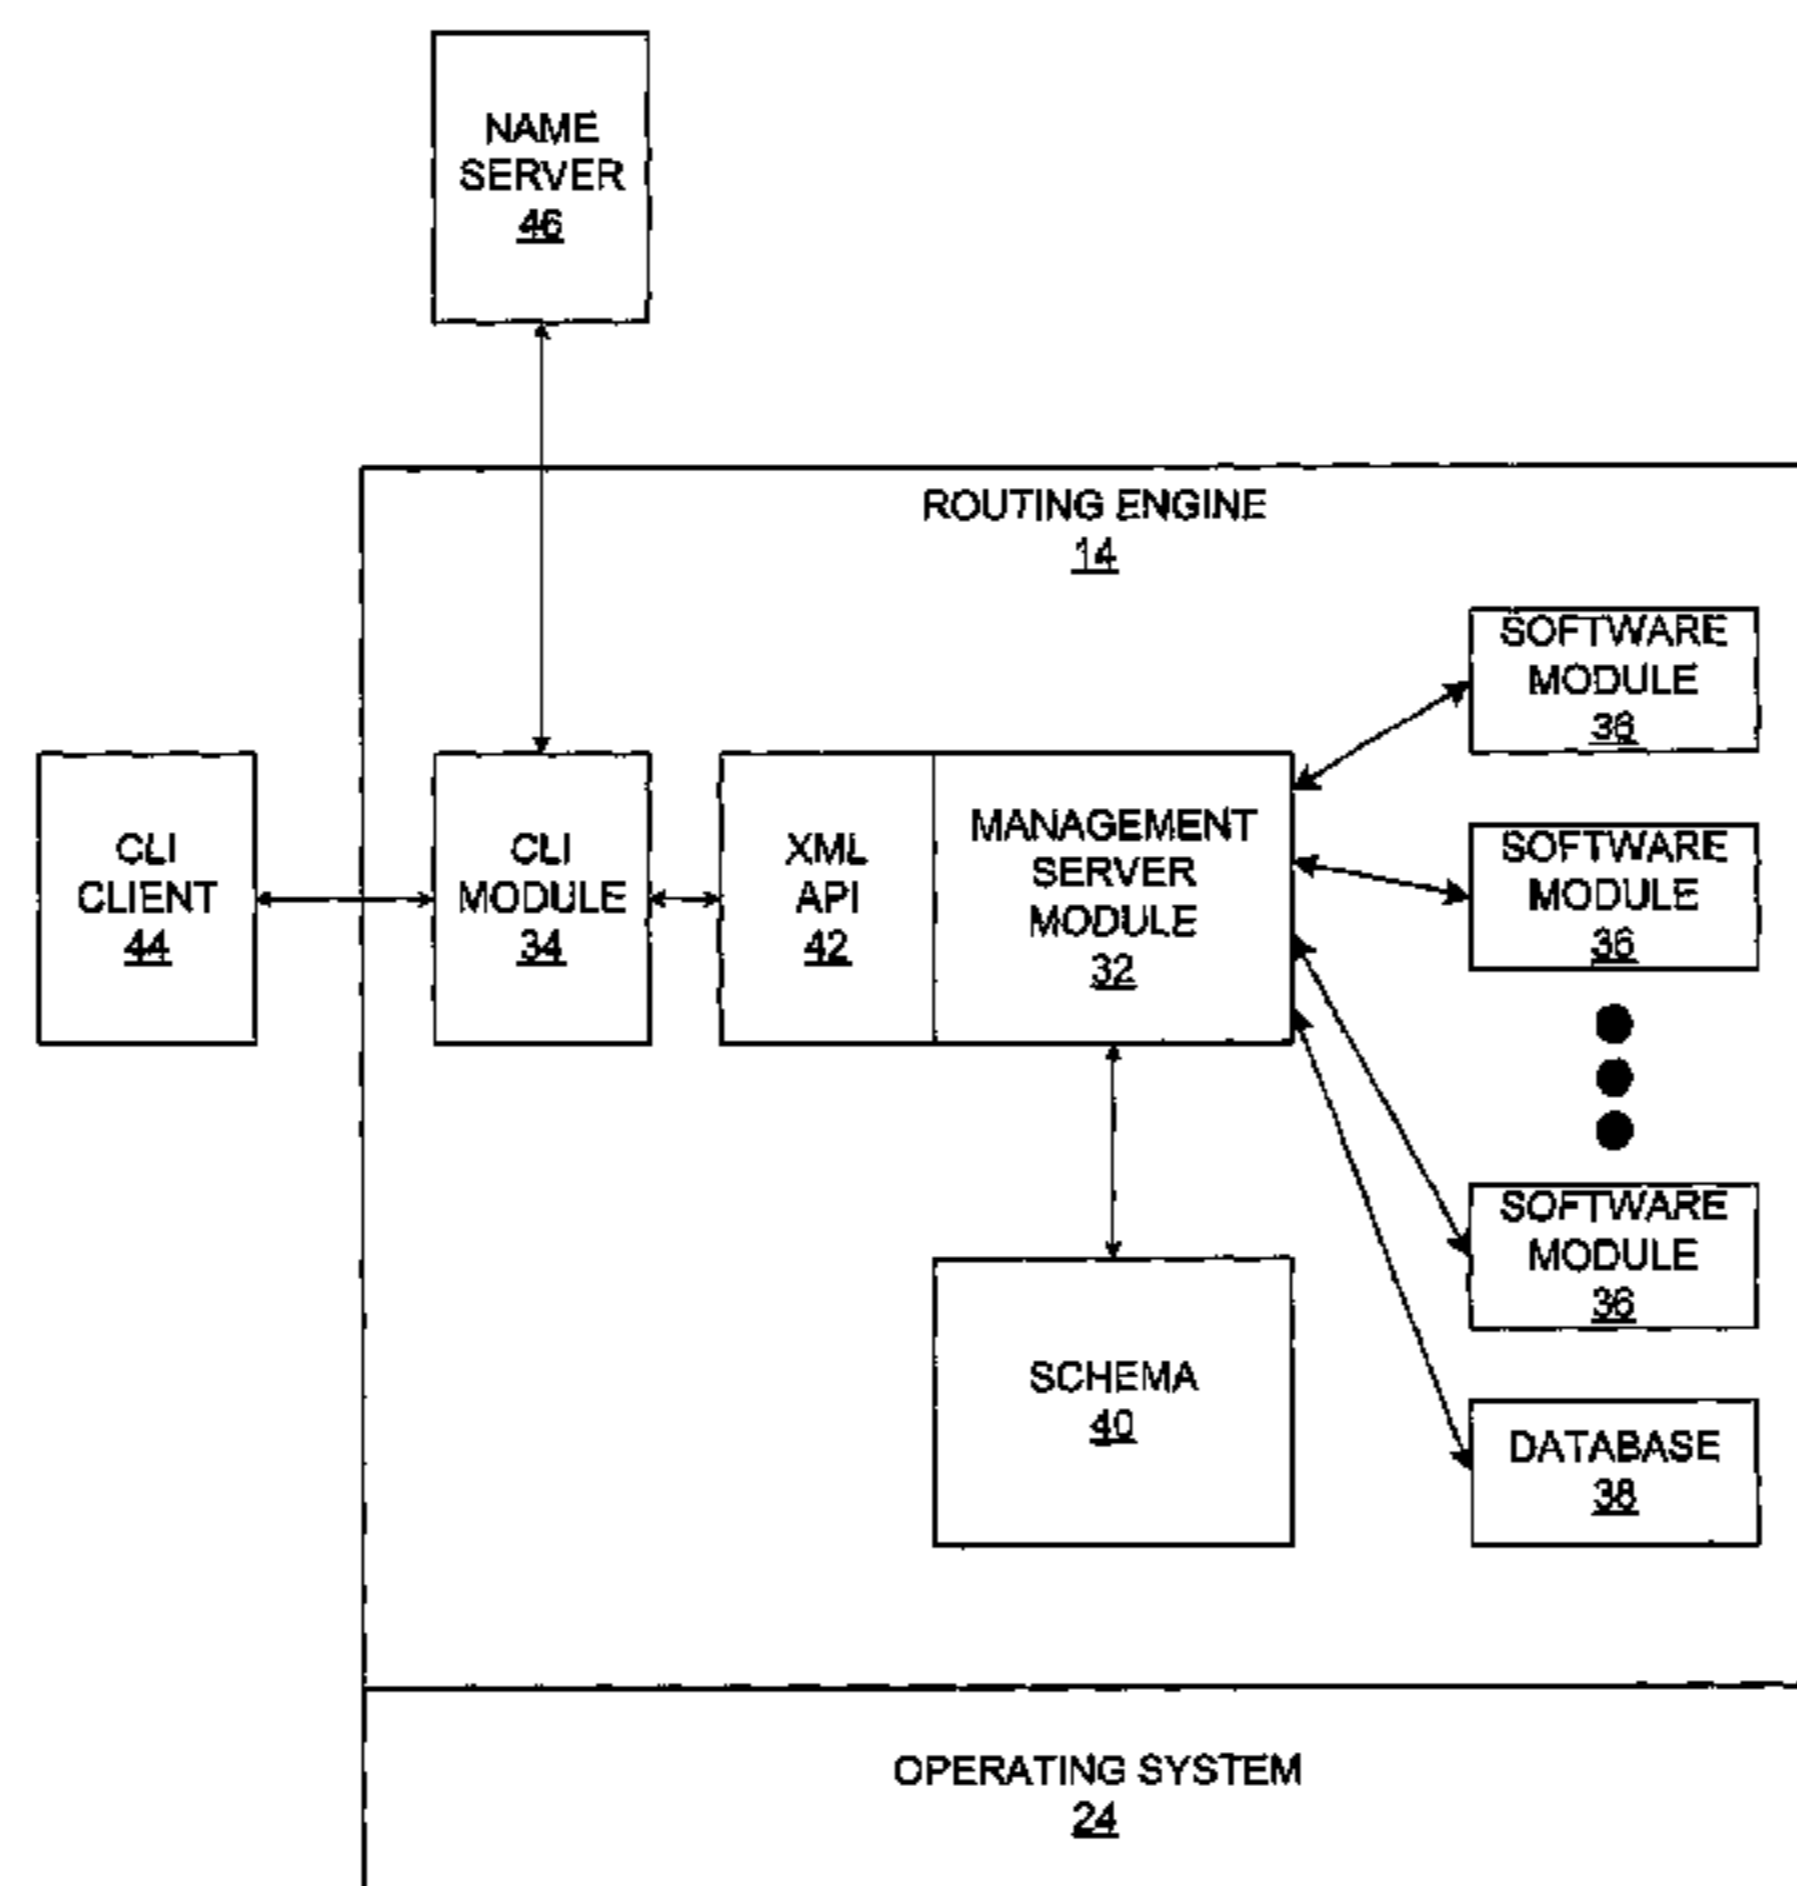 NAME
SERVER
46
ROUTING ENGINE
14
SOFTWARE
MODULE
36
CLI
CLIENT
44
CLI
MODULE
34
XML
API
42
MANAGEMENT
SERVER
MODULE
32
SOFTWARE
MODULE
36
SOFTWARE
MODULE
36
SCHEMA
40
DATABASE
38
OPERATING SYSTEM
24